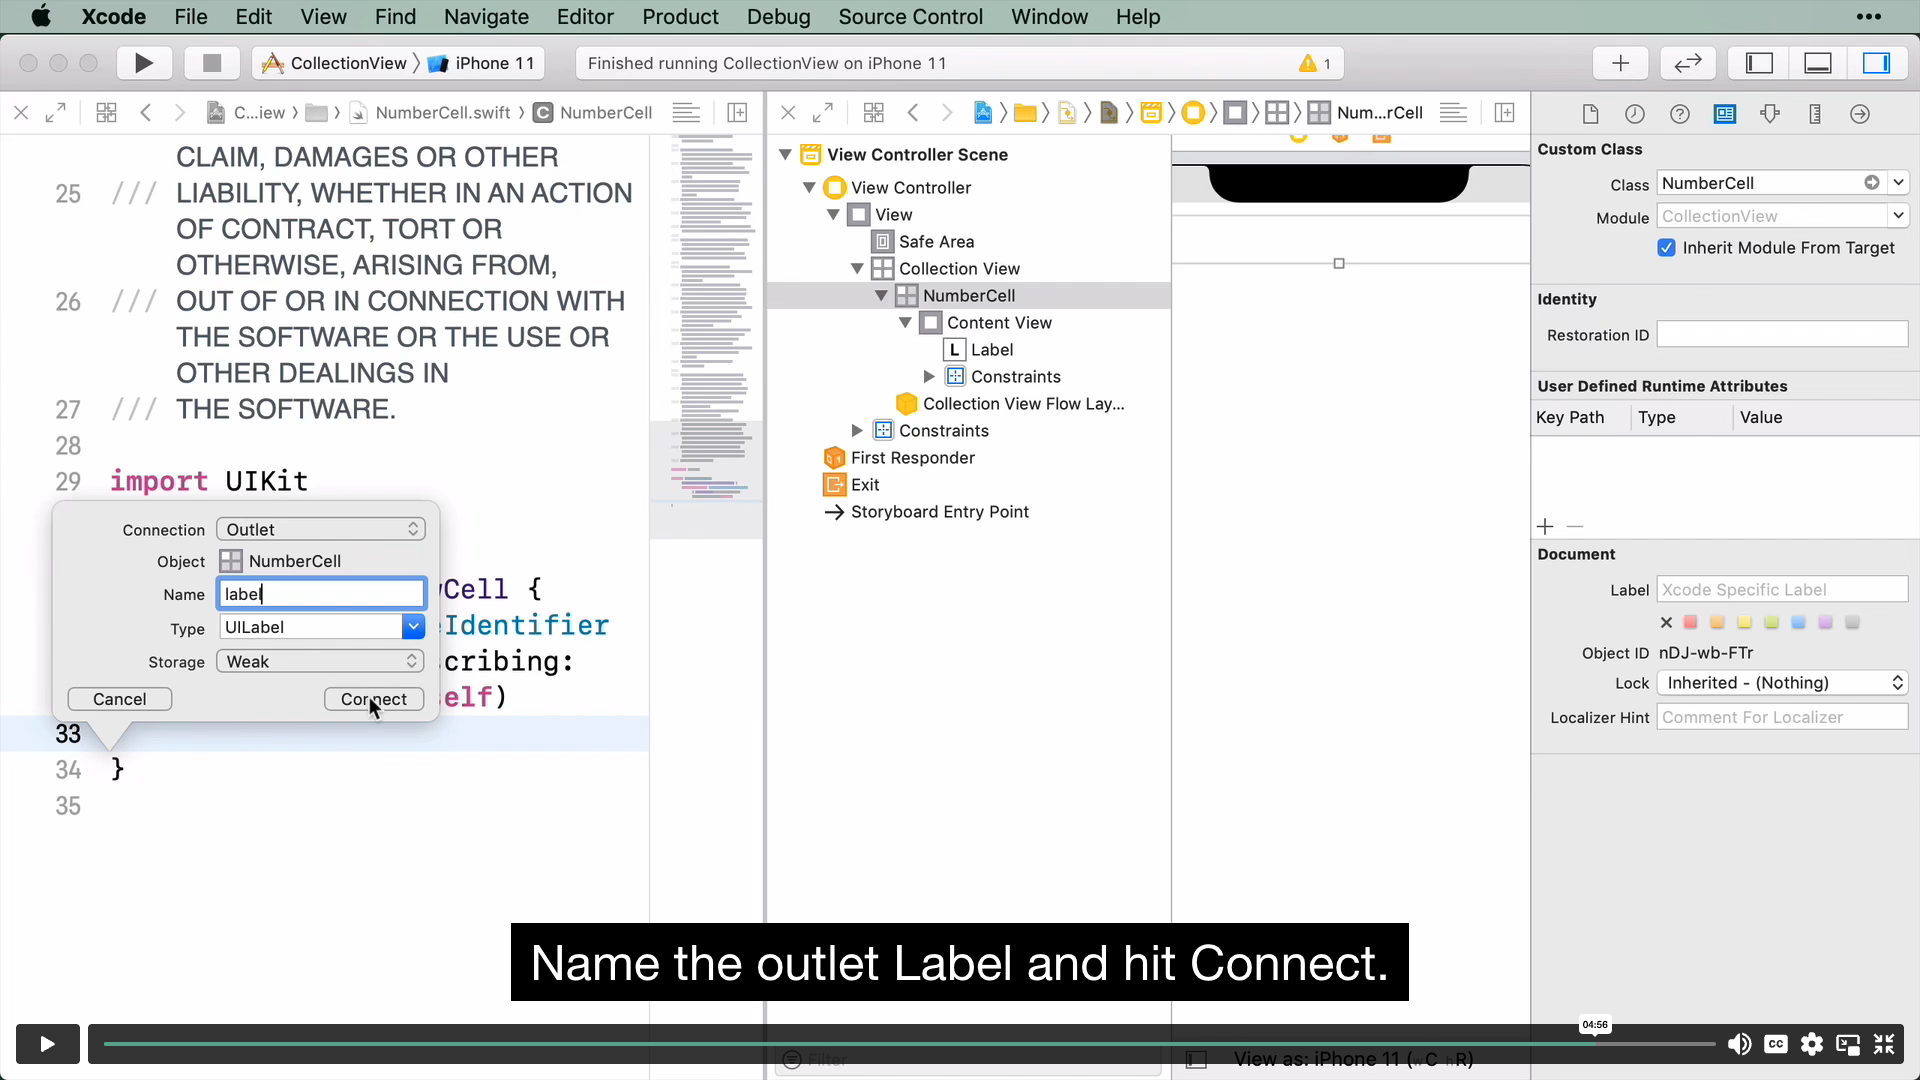 Xcode File Edit View Find Navigate Editor Product Debug Source Control Window Help
CollectionView iPhone 11
Finished running CollectionView on iPhone 11
1
C...iew NumberCell.swift C NumberCell
Num...rCell
CLAIM, DAMAGES OR OTHER
25 /// LIABILITY, WHETHER IN AN ACTION
OF CONTRACT, TORT OR
OTHERWISE, ARISING FROM,
26 /// OUT OF OR IN CONNECTION WITH
THE SOFTWARE OR THE USE OR
OTHER DEALINGS IN
27 /// THE SOFTWARE.
28
29 import UIKit
Connection Outlet
Object NumberCell
Name label
Type UILabel
Storage Weak
Cancel Connect
Cell {
eIdentifier
cribing:
elf)
33
34 }
35
View Controller Scene
View Controller
View
Safe Area
Collection View
NumberCell
Content View
L Label
Constraints
Collection View Flow Lay...
Constraints
First Responder
Exit
Storyboard Entry Point
Filter
View as: iPhone 11 (wC hR)
Custom Class
Class NumberCell
Module CollectionView
Inherit Module From Target
Identity
Restoration ID
User Defined Runtime Attributes
Key Path Type Value
Document
Label Xcode Specific Label
Object ID nDJ-wb-FTr
Lock Inherited - (Nothing)
Localizer Hint Comment For Localizer
Name the outlet Label and hit Connect.
04:56
CC